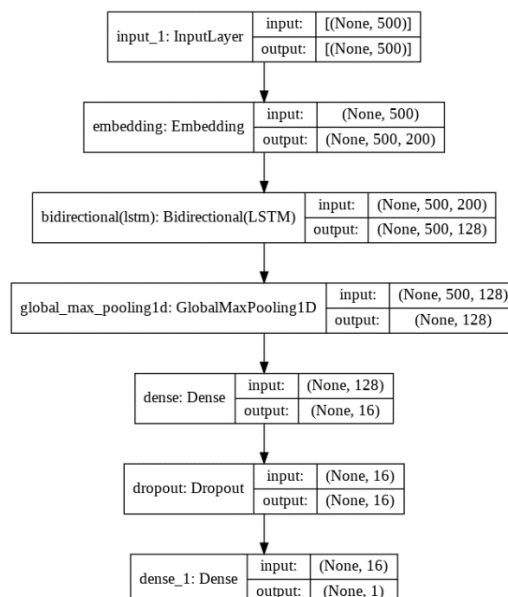 input_1: InputLayer input: [(None, 500)]
output: [(None, 500)]
embedding: Embedding input: (None, 500)
output: (None, 500, 200)
bidirectional(lstm): Bidirectional(LSTM) input: (None, 500, 200)
output: (None, 500, 128)
global_max_pooling1d: GlobalMaxPooling1D input: (None, 500, 128)
output: (None, 128)
dense: Dense input: (None, 128)
output: (None, 16)
dropout: Dropout input: (None, 16)
output: (None, 16)
dense_1: Dense input: (None, 16)
output: (None, 1)